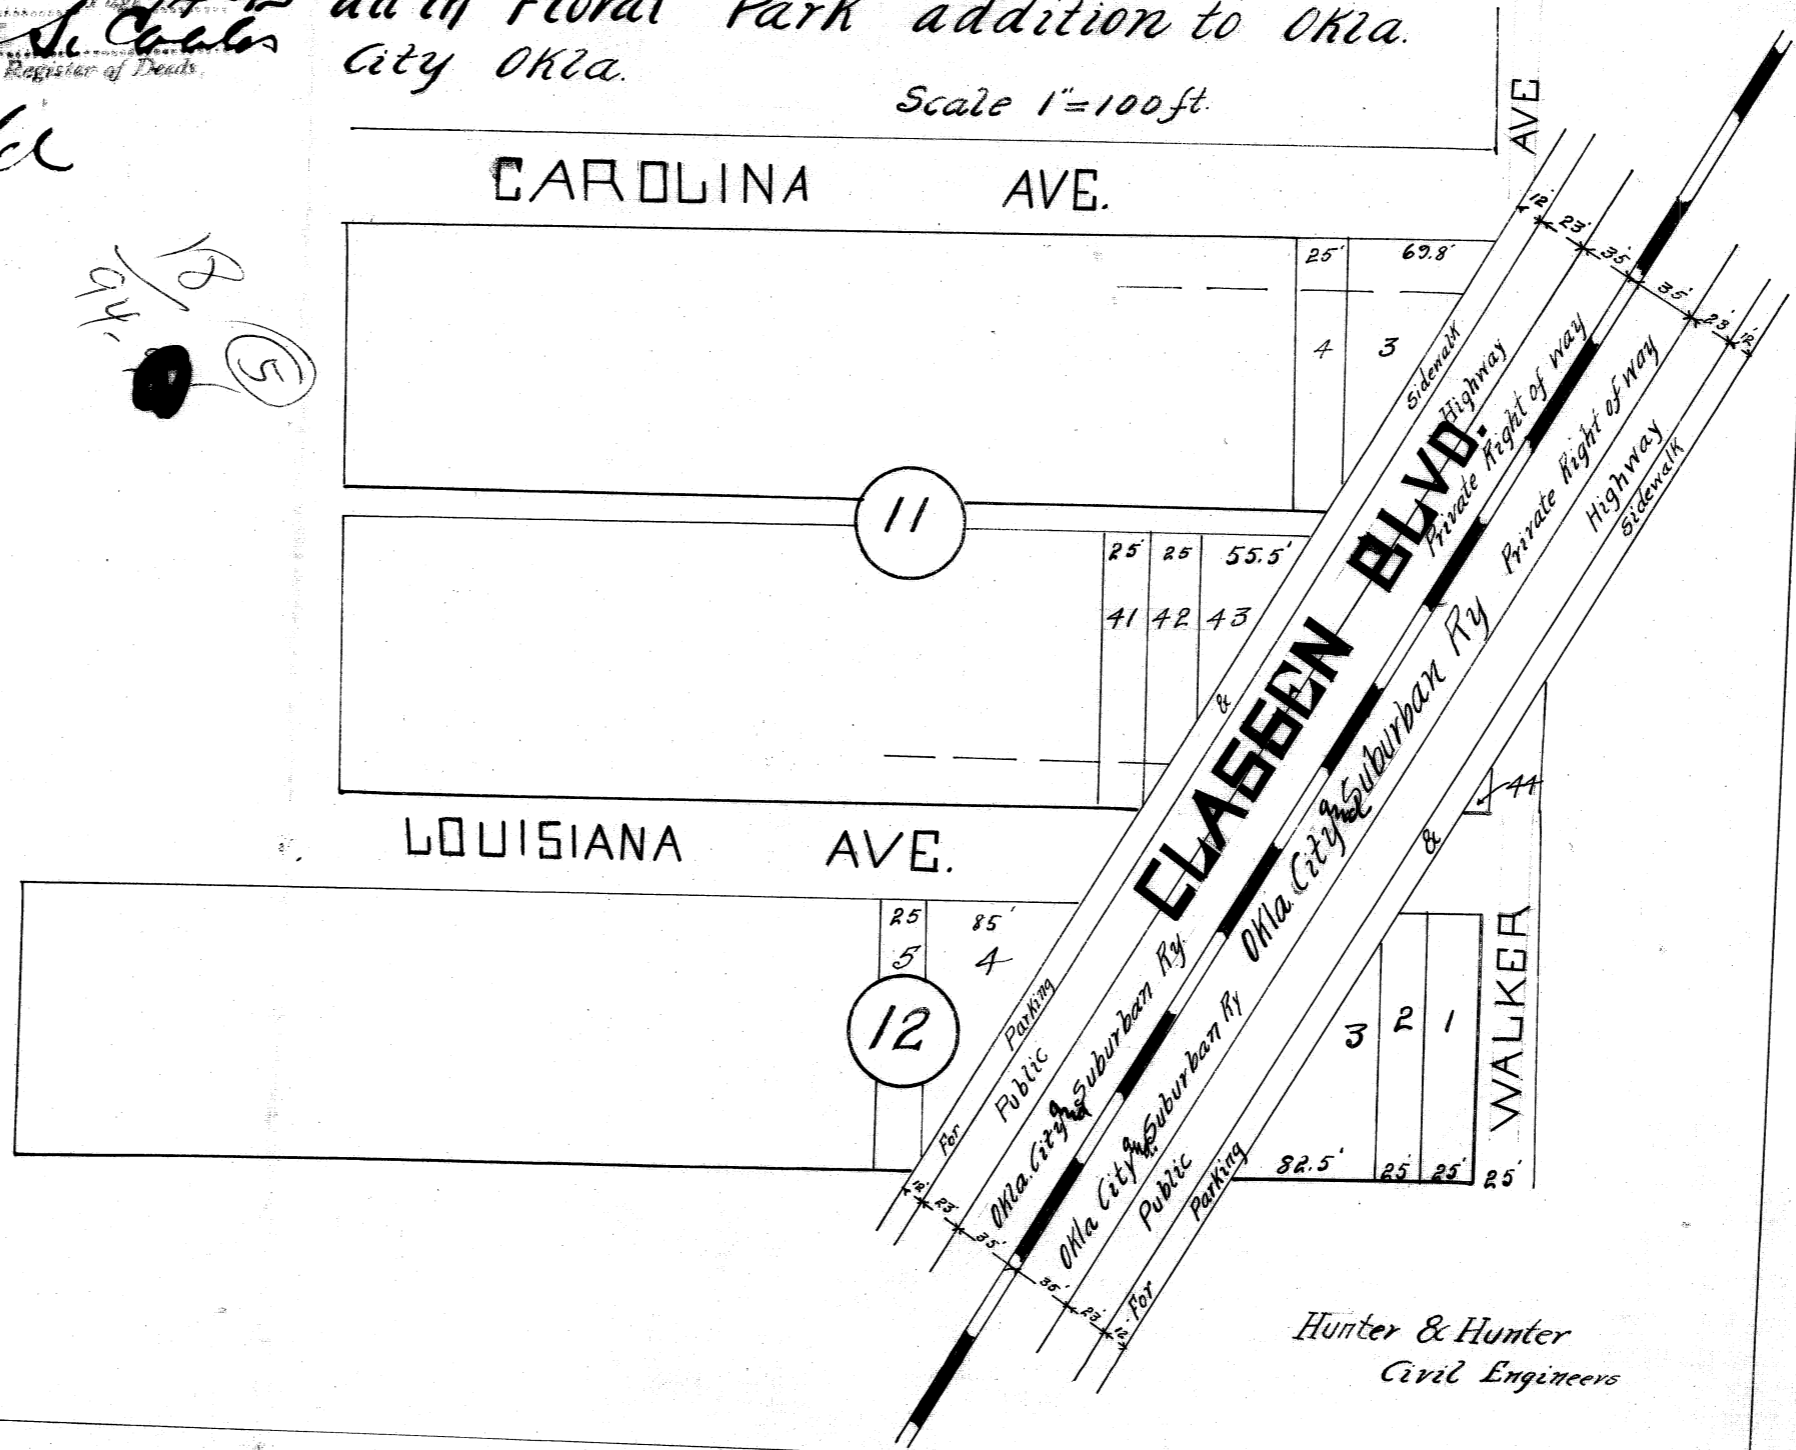 all in Floral Park addition to Okla.
City Okla.
Register of Deeds
Scale 1"=100ft.
AVE
CAROLINA AVE.
12' 23' 35' 35' 23' 12'
25' 69.8'
4 3
Sidewalk
Highway
Private Right of way
Private Right of way
Highway
Sidewalk
12
94.
5
11
25' 25 55.5'
41 42 43
&
CLASSEN BLVD.
44
LOUISIANA AVE.
&
25 85'
5 4
12
For Parking
Public
Okla. City and Suburban Ry
Okla. City and Suburban Ry
Okla City and Suburban Ry
Public
For Parking
3 2 1
WALKER
82.5' 25' 25' 25'
12' 23' 35' 35' 23' 12'
Hunter & Hunter
Civil Engineers